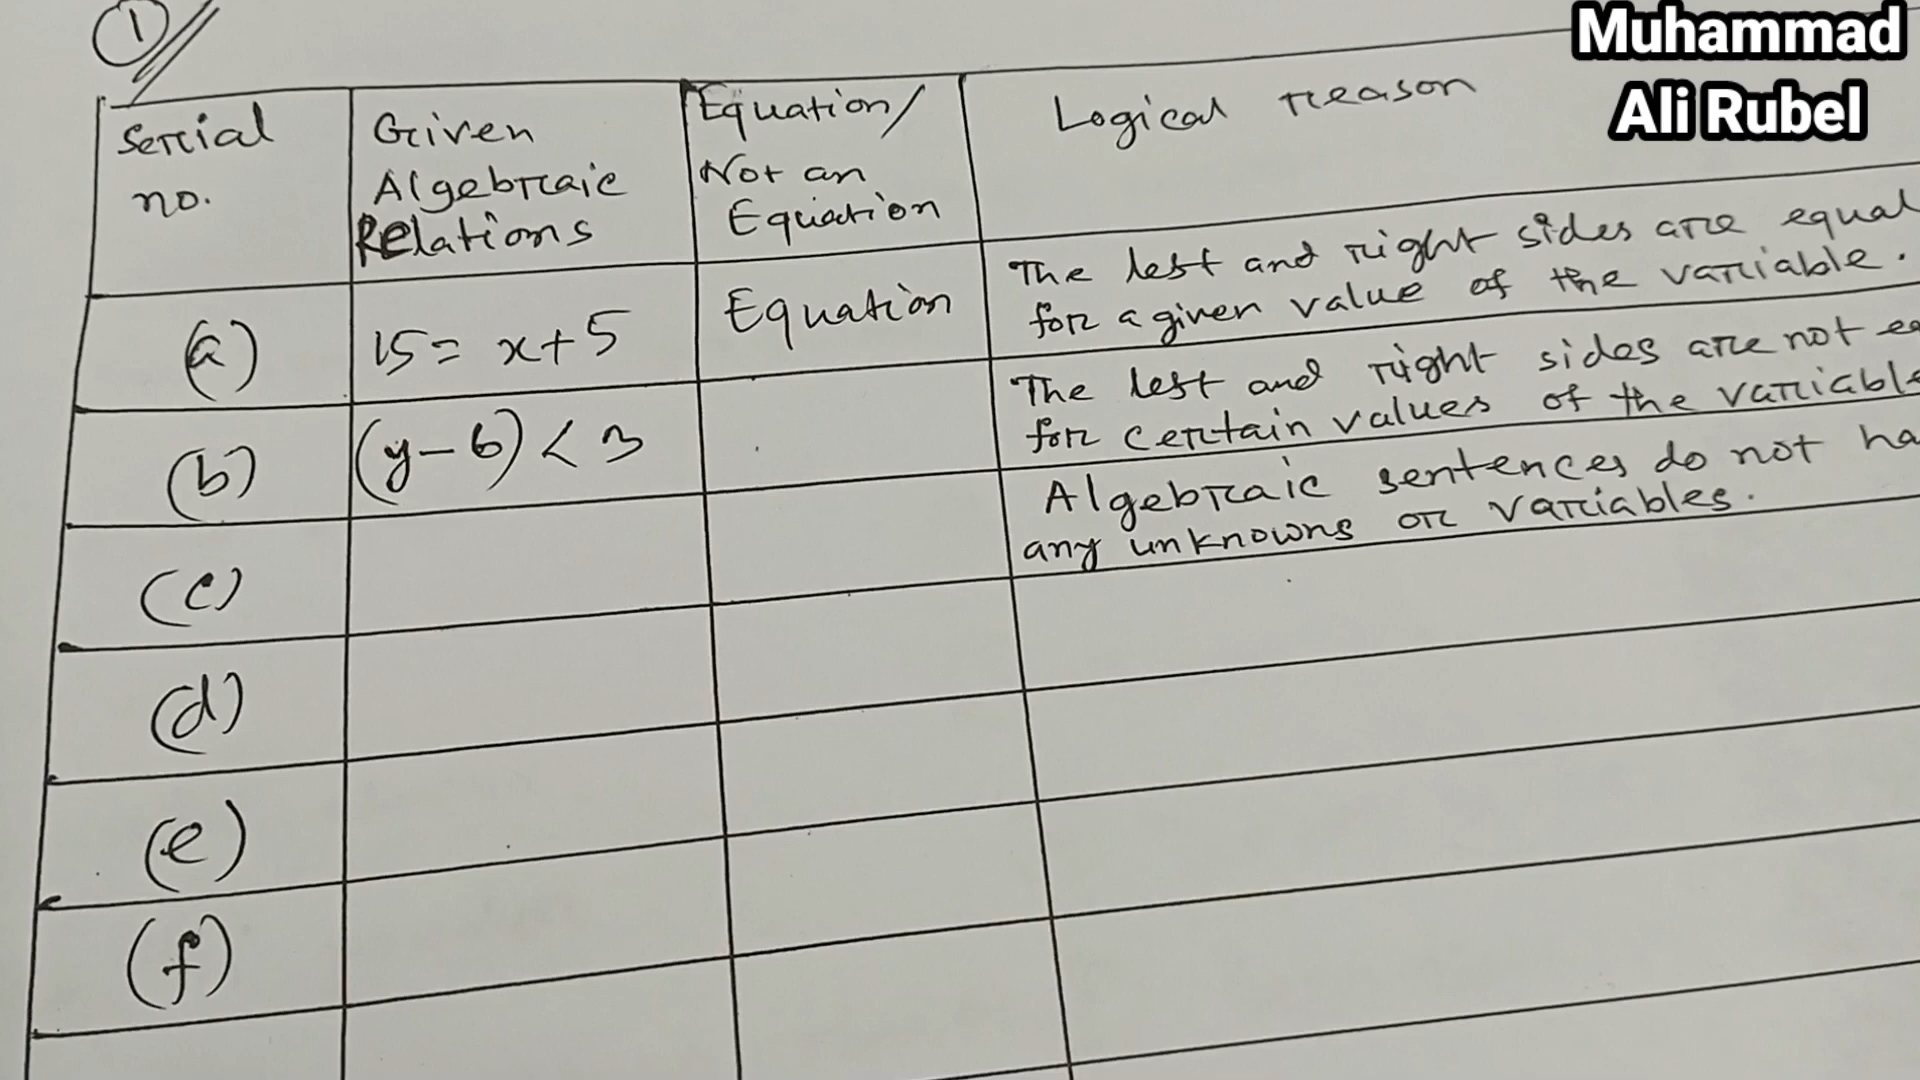 Muhammad
Ali Rubel
1
Serial
no.
Given
Algebraic
Relations
Equation/
Not an
Equation
Logical reason
(a)
15 = x+5
Equation
The left and right sides are equal
for a given value of the variable.
(b)
(y-6) < 3
The left and right sides are not
for certain values of the
(c)
Algebraic sentences do not
any unknowns or variables.
(d)
(e)
(f)